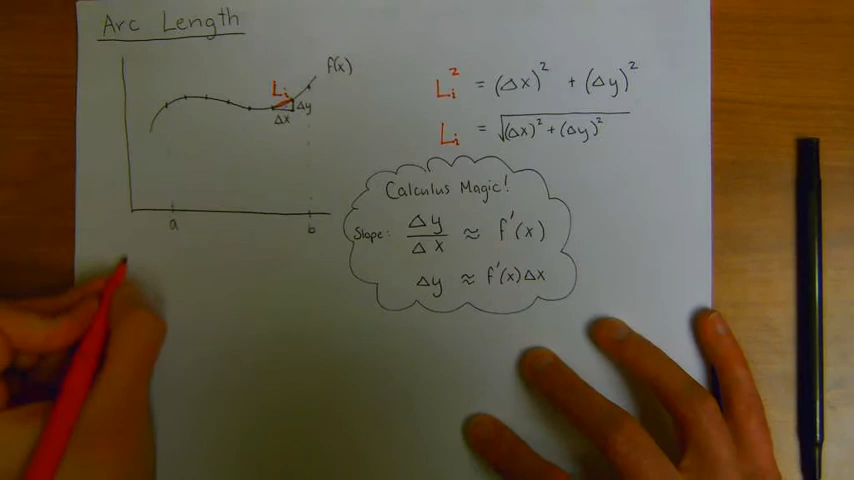 Arc Length
f(x)
Li
Δy
Δx
a
b
Li² = (Δx)² + (Δy)²
Li = √(Δx)² + (Δy)²
Calculus Magic!
Slope: Δy/Δx ≈ f'(x)
Δy ≈ f'(x)Δx